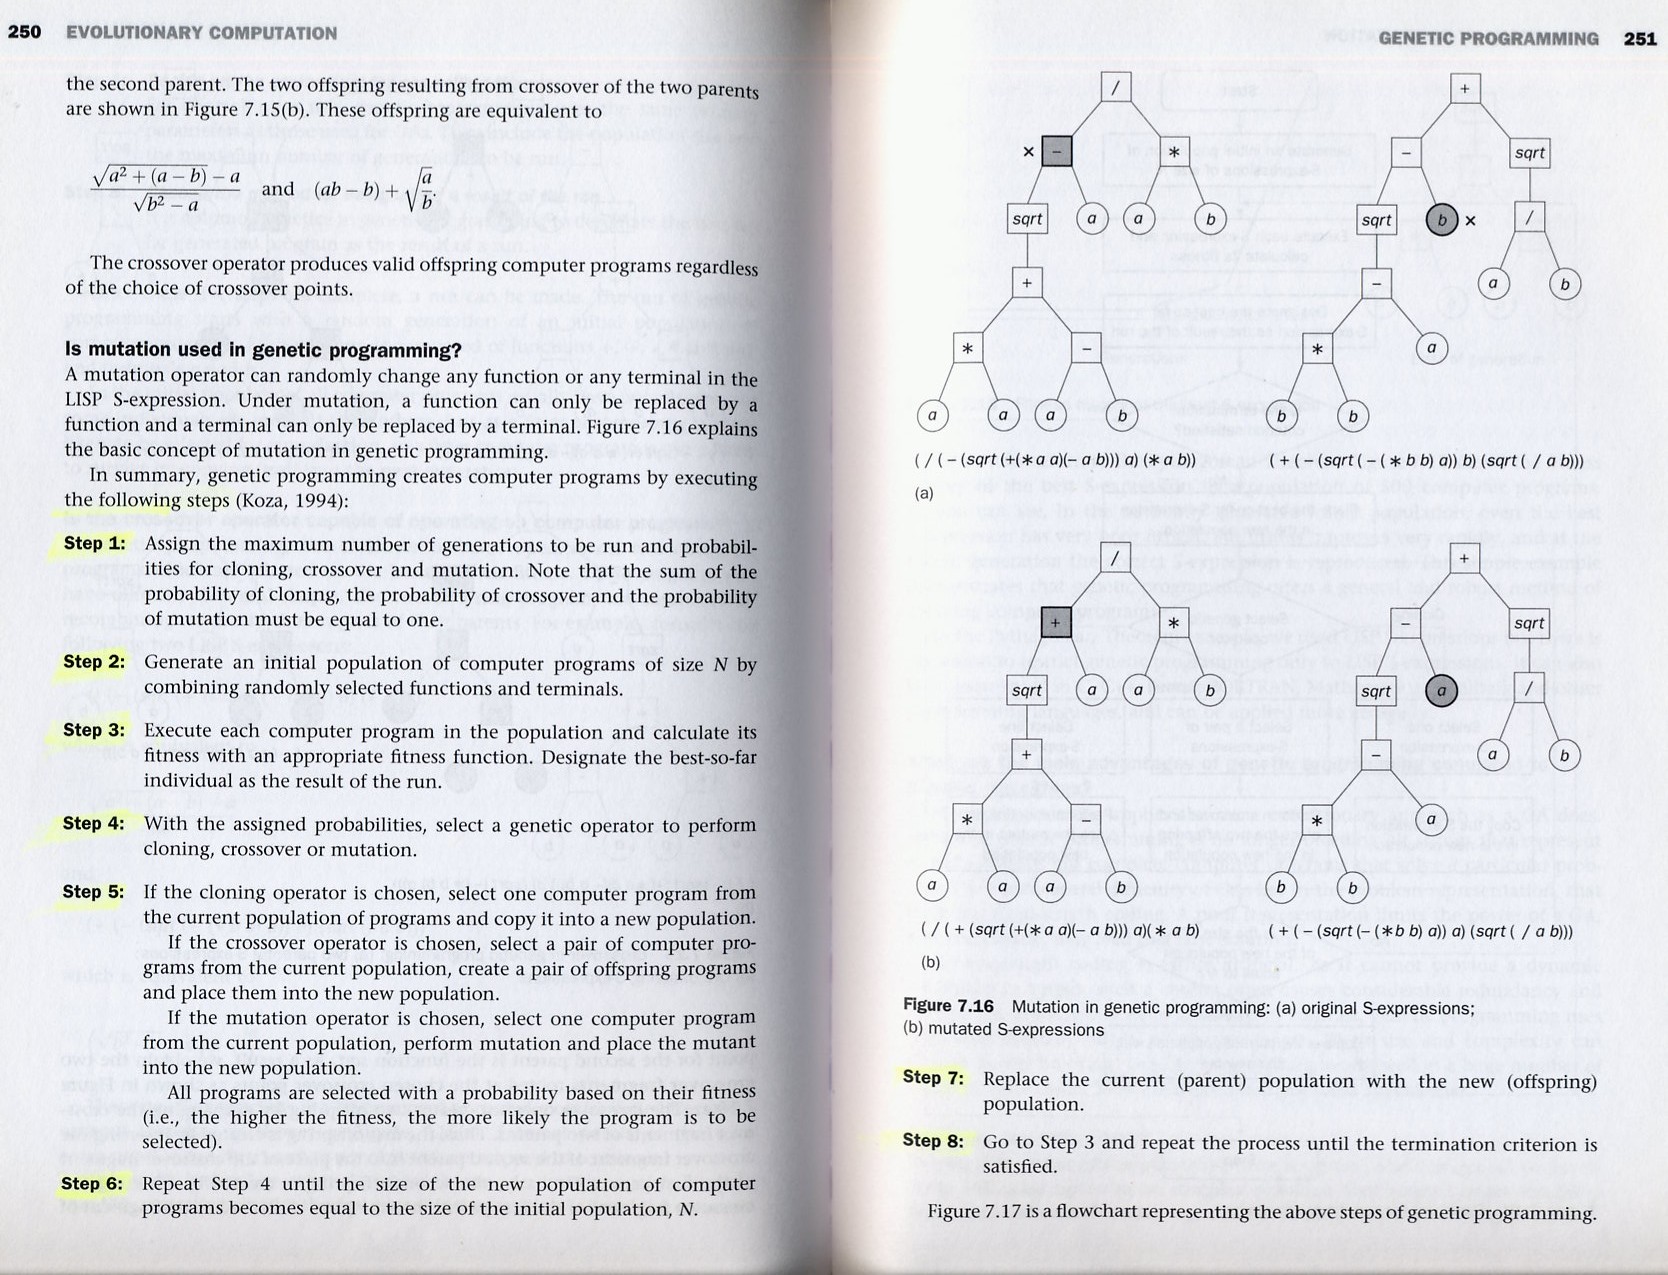 250 EVOLUTIONARY COMPUTATION
the second parent. The two offspring resulting from crossover of the two parents
are shown in Figure 7.15(b). These offspring are equivalent to
√a² + (a − b) − a
√b² − a
and (ab − b) + √a/b.
The crossover operator produces valid offspring computer programs regardless
of the choice of crossover points.
Is mutation used in genetic programming?
A mutation operator can randomly change any function or any terminal in the
LISP S-expression. Under mutation, a function can only be replaced by a
function and a terminal can only be replaced by a terminal. Figure 7.16 explains
the basic concept of mutation in genetic programming.
In summary, genetic programming creates computer programs by executing
the following steps (Koza, 1994):
Step 1: Assign the maximum number of generations to be run and probabil-
ities for cloning, crossover and mutation. Note that the sum of the
probability of cloning, the probability of crossover and the probability
of mutation must be equal to one.
Step 2: Generate an initial population of computer programs of size N by
combining randomly selected functions and terminals.
Step 3: Execute each computer program in the population and calculate its
fitness with an appropriate fitness function. Designate the best-so-far
individual as the result of the run.
Step 4: With the assigned probabilities, select a genetic operator to perform
cloning, crossover or mutation.
Step 5: If the cloning operator is chosen, select one computer program from
the current population of programs and copy it into a new population.
If the crossover operator is chosen, select a pair of computer pro-
grams from the current population, create a pair of offspring programs
and place them into the new population.
If the mutation operator is chosen, select one computer program
from the current population, perform mutation and place the mutant
into the new population.
All programs are selected with a probability based on their fitness
(i.e., the higher the fitness, the more likely the program is to be
selected).
Step 6: Repeat Step 4 until the size of the new population of computer
programs becomes equal to the size of the initial population, N.
GENETIC PROGRAMMING 251
/
× − *
sqrt a a b
+
* −
a a a b
( / ( − (sqrt (+(∗ a a)(− a b))) a) (∗ a b))
+
− sqrt
sqrt b × /
− a b
* a
b b
( + ( − (sqrt ( − ( ∗ b b) a)) b) (sqrt ( / a b)))
(a)
/
+ *
sqrt a a b
+
* −
a a a b
( / ( + (sqrt (+(∗ a a)(− a b))) a)( ∗ a b)
+
− sqrt
sqrt a /
− a b
* a
b b
( + ( − (sqrt (− (∗b b) a)) a) (sqrt ( / a b)))
(b)
Figure 7.16 Mutation in genetic programming: (a) original S-expressions;
(b) mutated S-expressions
Step 7: Replace the current (parent) population with the new (offspring)
population.
Step 8: Go to Step 3 and repeat the process until the termination criterion is
satisfied.
Figure 7.17 is a flowchart representing the above steps of genetic programming.